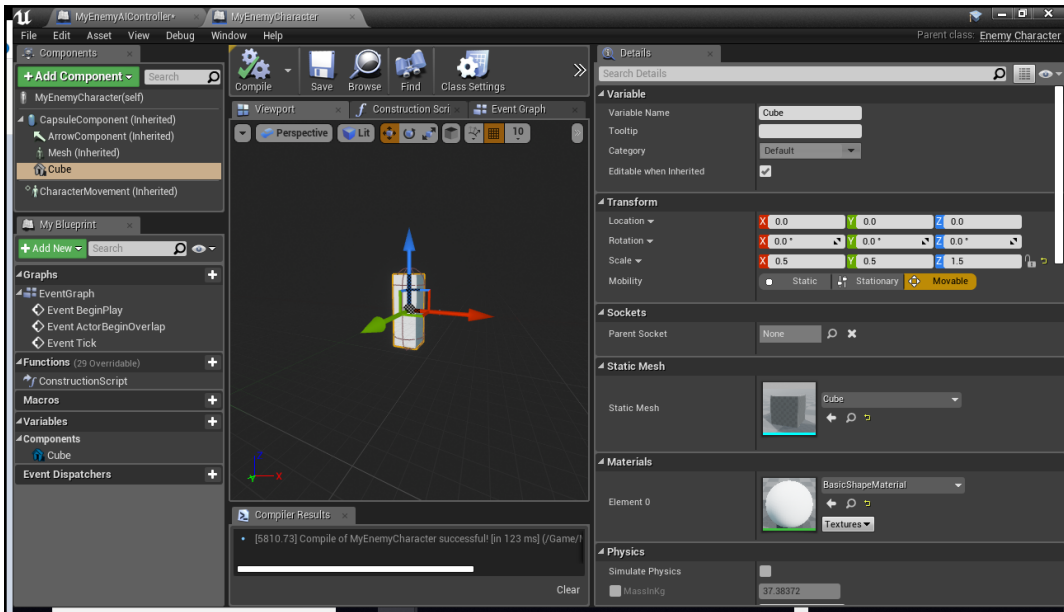 MyEnemyAIController•
MyEnemyCharacter
File Edit Asset View Debug Window Help
Parent class: Enemy Character
Components
+Add Component
Search
MyEnemyCharacter(self)
CapsuleComponent (Inherited)
ArrowComponent (Inherited)
Mesh (Inherited)
Cube
CharacterMovement (Inherited)
My Blueprint
+Add New
Search
Graphs
EventGraph
Event BeginPlay
Event ActorBeginOverlap
Event Tick
Functions (29 Overridable)
ConstructionScript
Macros
Variables
Components
Cube
Event Dispatchers
Compile Save Browse Find Class Settings
Viewport
Construction Scri
Event Graph
Perspective Lit 10
Z
X
Compiler Results
• [5810.73] Compile of MyEnemyCharacter successful! [in 123 ms] (/Game/
Clear
Details
Search Details
Variable
Variable Name Cube
Tooltip
Category Default
Editable when Inherited
Transform
Location X 0.0 Y 0.0 Z 0.0
Rotation X 0.0 ° Y 0.0 ° Z 0.0 °
Scale X 0.5 Y 0.5 Z 1.5
Mobility Static Stationary Movable
Sockets
Parent Socket None
Static Mesh
Static Mesh Cube
Materials
Element 0 BasicShapeMaterial
Textures
Physics
Simulate Physics
MassInKg 37.38372